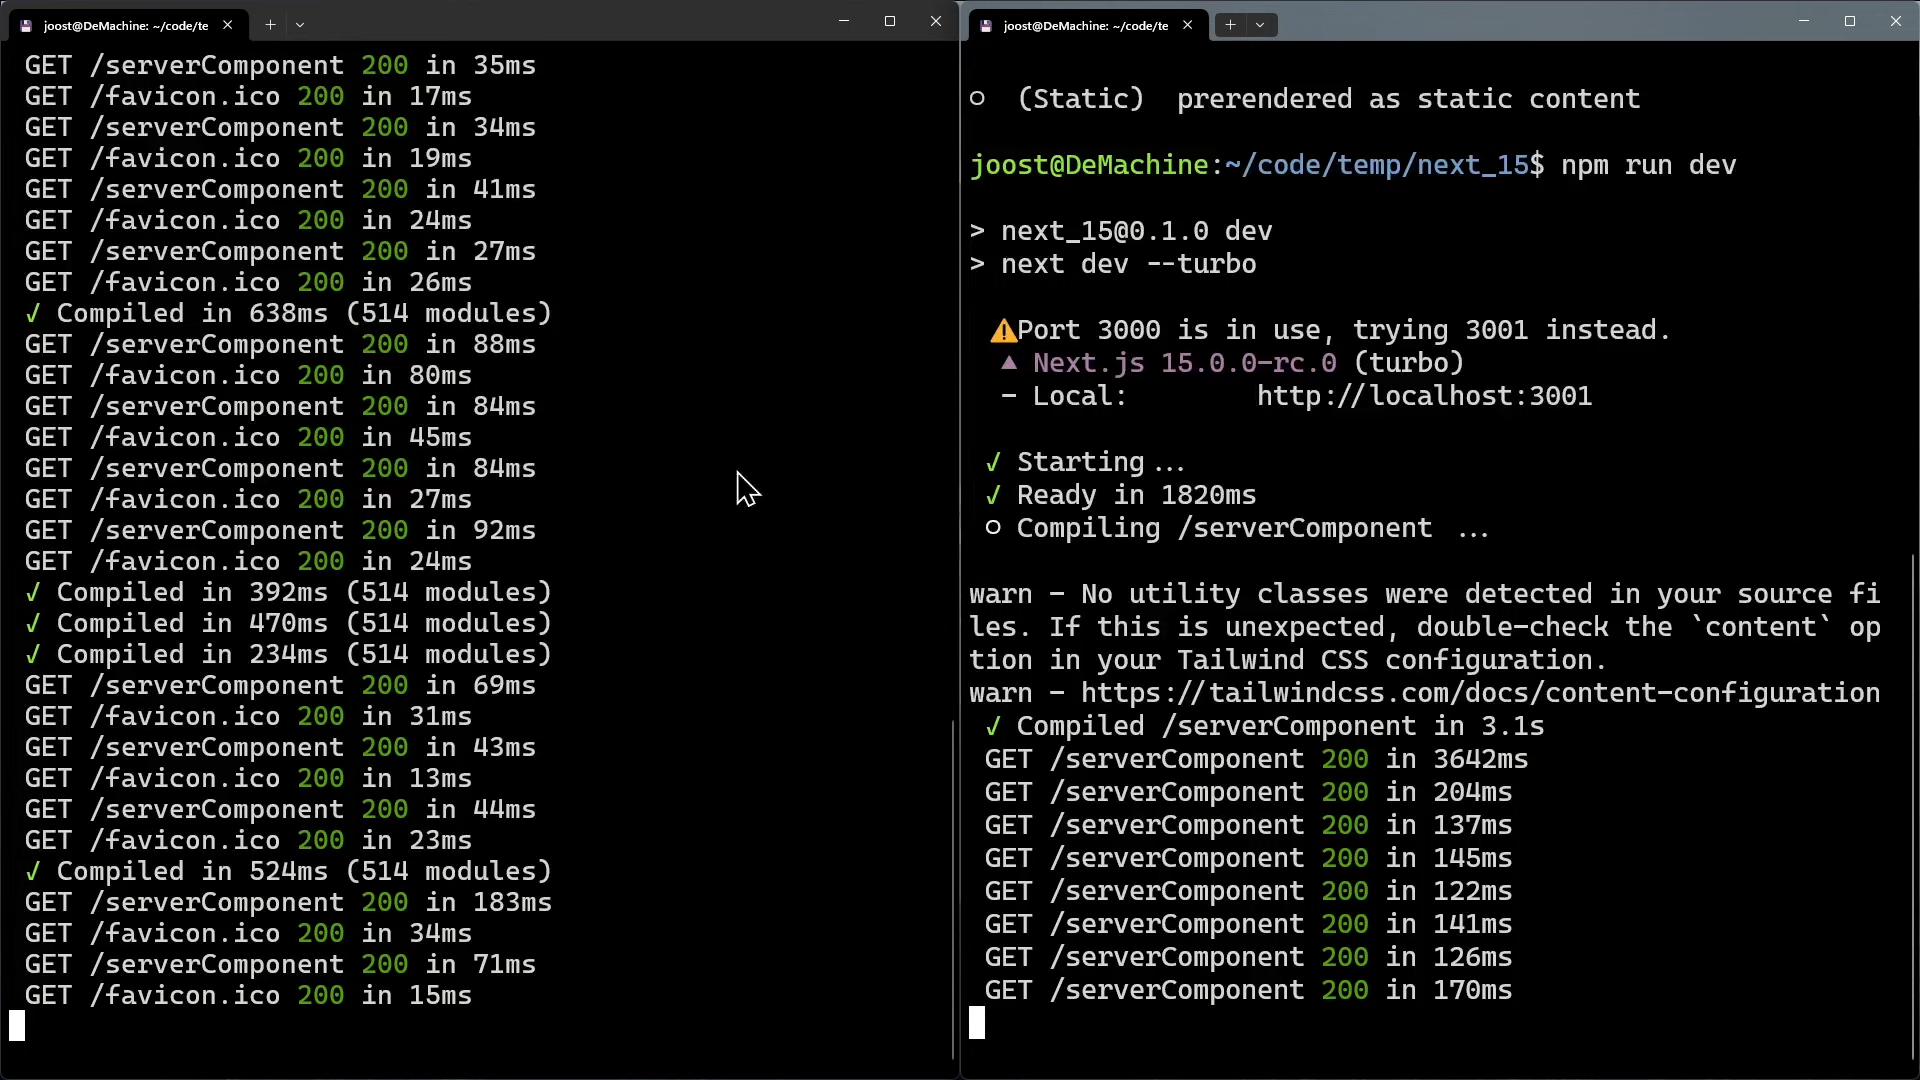 joost@DeMachine: ~/code/te
GET /serverComponent 200 in 35ms
GET /favicon.ico 200 in 17ms
GET /serverComponent 200 in 34ms
GET /favicon.ico 200 in 19ms
GET /serverComponent 200 in 41ms
GET /favicon.ico 200 in 24ms
GET /serverComponent 200 in 27ms
GET /favicon.ico 200 in 26ms
✓ Compiled in 638ms (514 modules)
GET /serverComponent 200 in 88ms
GET /favicon.ico 200 in 80ms
GET /serverComponent 200 in 84ms
GET /favicon.ico 200 in 45ms
GET /serverComponent 200 in 84ms
GET /favicon.ico 200 in 27ms
GET /serverComponent 200 in 92ms
GET /favicon.ico 200 in 24ms
✓ Compiled in 392ms (514 modules)
✓ Compiled in 470ms (514 modules)
✓ Compiled in 234ms (514 modules)
GET /serverComponent 200 in 69ms
GET /favicon.ico 200 in 31ms
GET /serverComponent 200 in 43ms
GET /favicon.ico 200 in 13ms
GET /serverComponent 200 in 44ms
GET /favicon.ico 200 in 23ms
✓ Compiled in 524ms (514 modules)
GET /serverComponent 200 in 183ms
GET /favicon.ico 200 in 34ms
GET /serverComponent 200 in 71ms
GET /favicon.ico 200 in 15ms
joost@DeMachine: ~/code/te
○ (Static) prerendered as static content
joost@DeMachine:~/code/temp/next_15$ npm run dev
> next_15@0.1.0 dev
> next dev --turbo
⚠Port 3000 is in use, trying 3001 instead.
▲ Next.js 15.0.0-rc.0 (turbo)
- Local: http://localhost:3001
✓ Starting...
✓ Ready in 1820ms
○ Compiling /serverComponent ...
warn - No utility classes were detected in your source fi
les. If this is unexpected, double-check the `content` op
tion in your Tailwind CSS configuration.
warn - https://tailwindcss.com/docs/content-configuration
✓ Compiled /serverComponent in 3.1s
GET /serverComponent 200 in 3642ms
GET /serverComponent 200 in 204ms
GET /serverComponent 200 in 137ms
GET /serverComponent 200 in 145ms
GET /serverComponent 200 in 122ms
GET /serverComponent 200 in 141ms
GET /serverComponent 200 in 126ms
GET /serverComponent 200 in 170ms